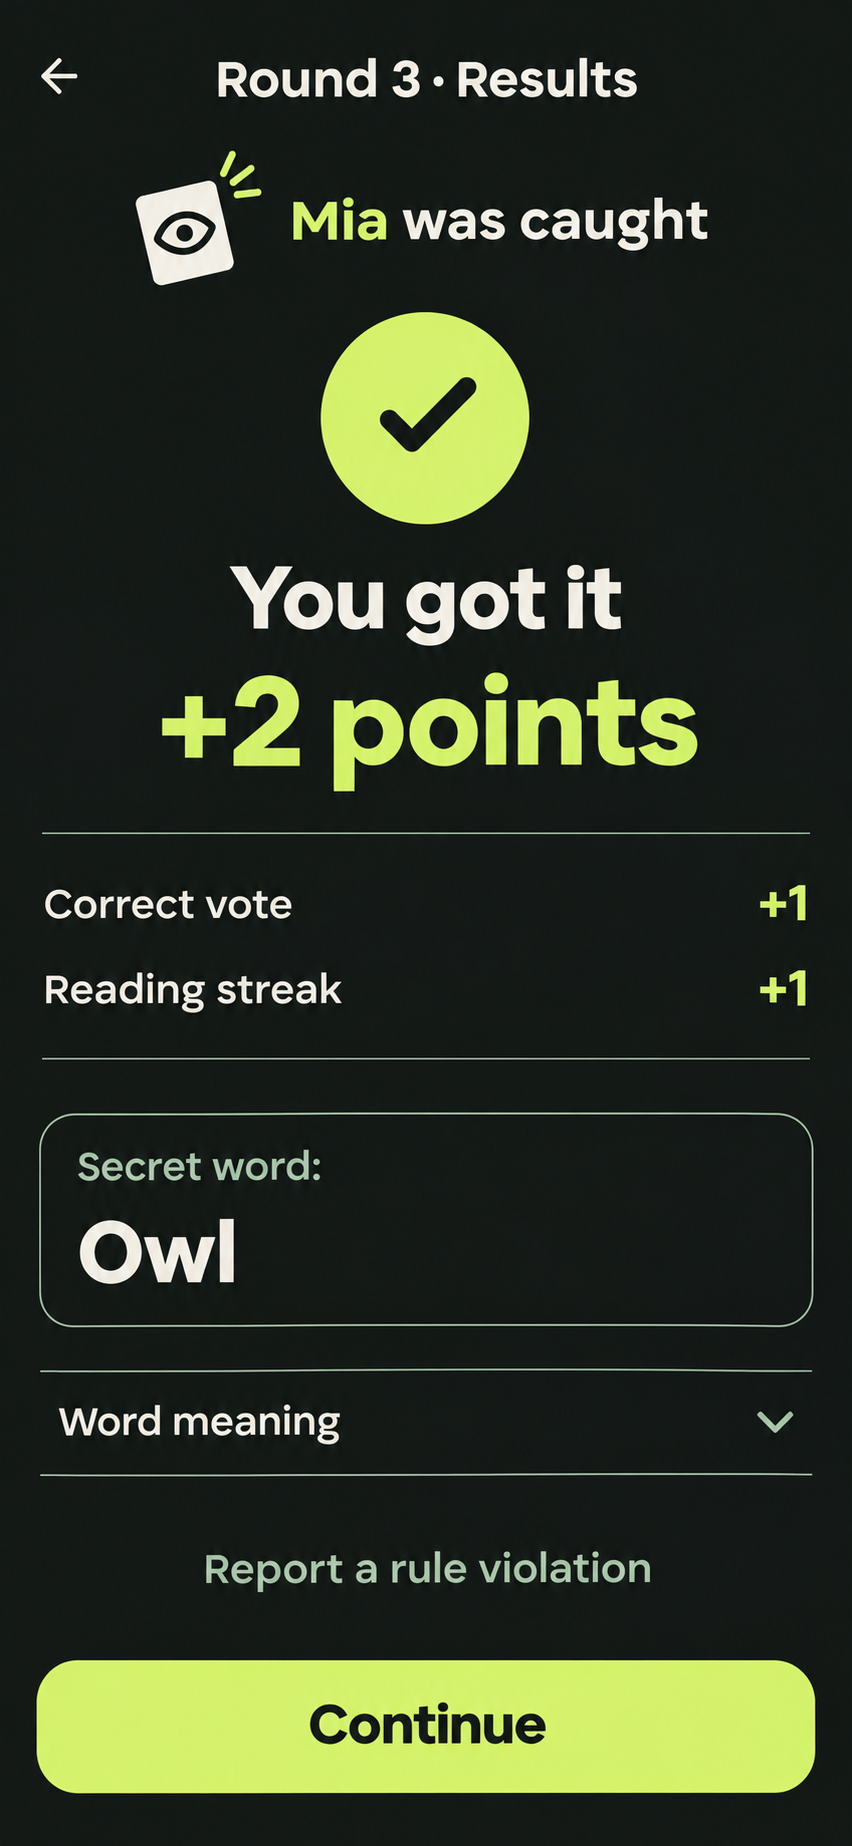 Round 3 · Results
Mia was caught
You got it
+2 points
Correct vote +1
Reading streak +1
Secret word:
Owl
Word meaning
Report a rule violation
Continue